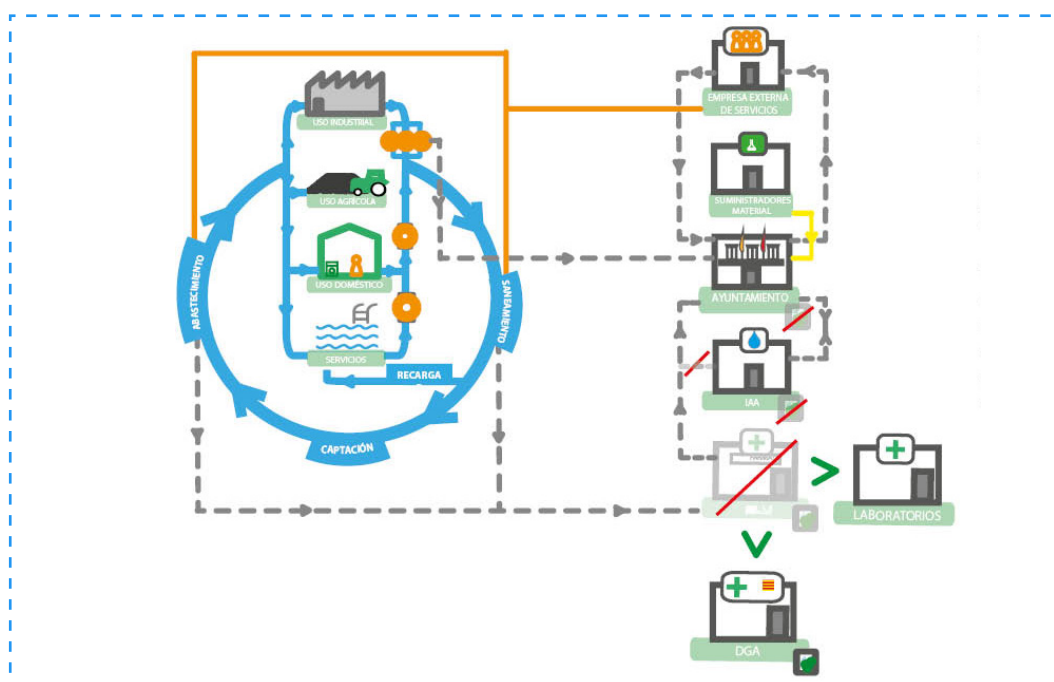 EMPRESA EXTERNA
DE SERVICIOS
USO INDUSTRIAL
USO AGRÍCOLA
SUMINISTRADORES
MATERIAL
ABASTECIMIENTO
SANEAMIENTO
USO DOMÉSTICO
AYUNTAMIENTO
SERVICIOS
RECARGA
IAA
CAPTACIÓN
LABORATORIOS
DGA